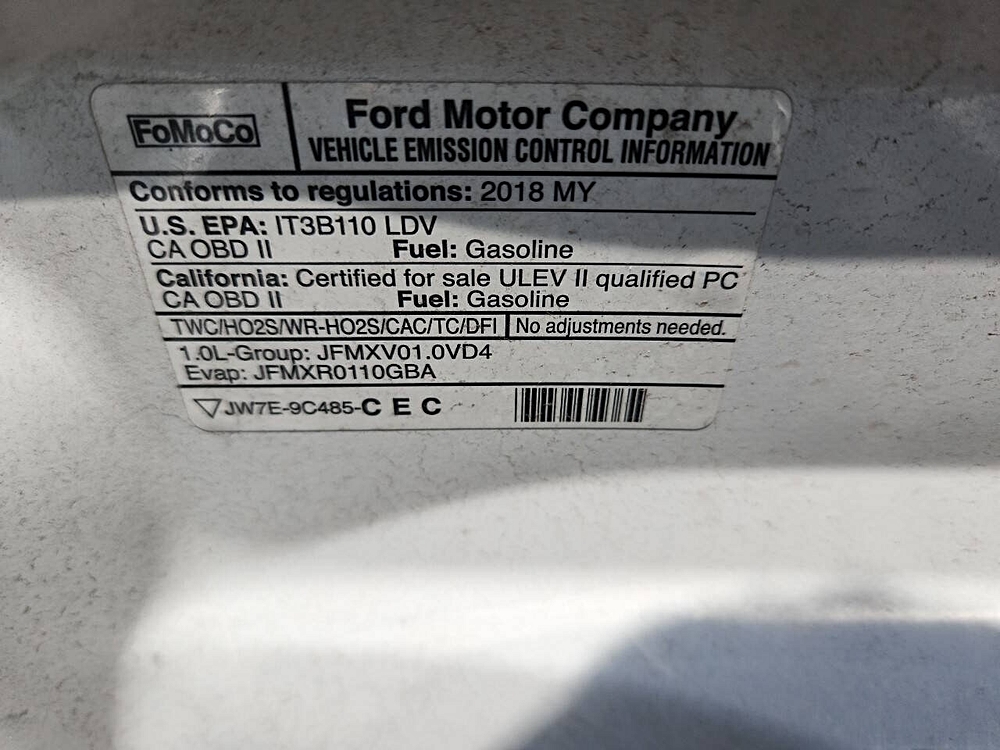 FoMoCo
Ford Motor Company
VEHICLE EMISSION CONTROL INFORMATION
Conforms to regulations: 2018 MY
U.S. EPA: IT3B110 LDV
CA OBD II Fuel: Gasoline
California: Certified for sale ULEV II qualified PC
CA OBD II Fuel: Gasoline
TWC/HO2S/WR-HO2S/CAC/TC/DFI No adjustments needed.
1.0L-Group: JFMXV01.0VD4
Evap: JFMXR0110GBA
JW7E-9C485-C E C